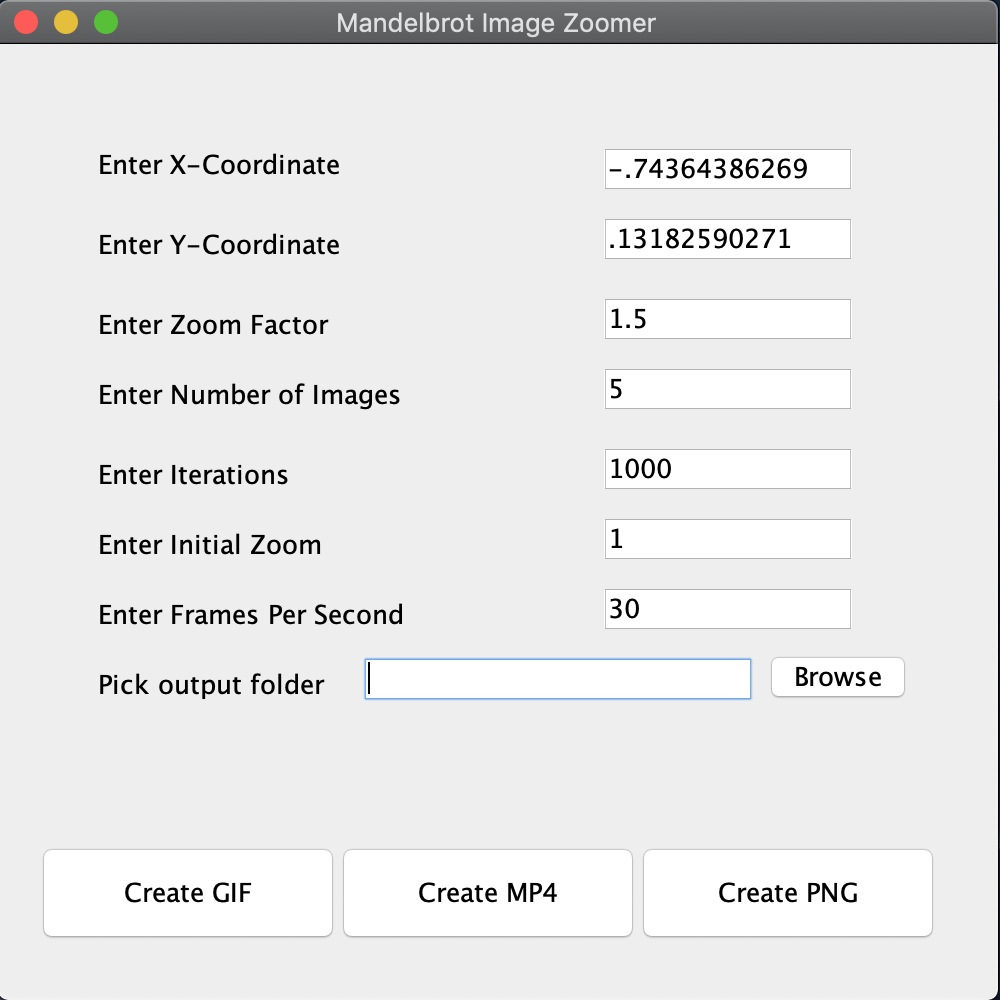 Mandelbrot Image Zoomer
Enter X-Coordinate -.74364386269
Enter Y-Coordinate .13182590271
Enter Zoom Factor 1.5
Enter Number of Images 5
Enter Iterations 1000
Enter Initial Zoom 1
Enter Frames Per Second 30
Pick output folder Browse
Create GIF Create MP4 Create PNG